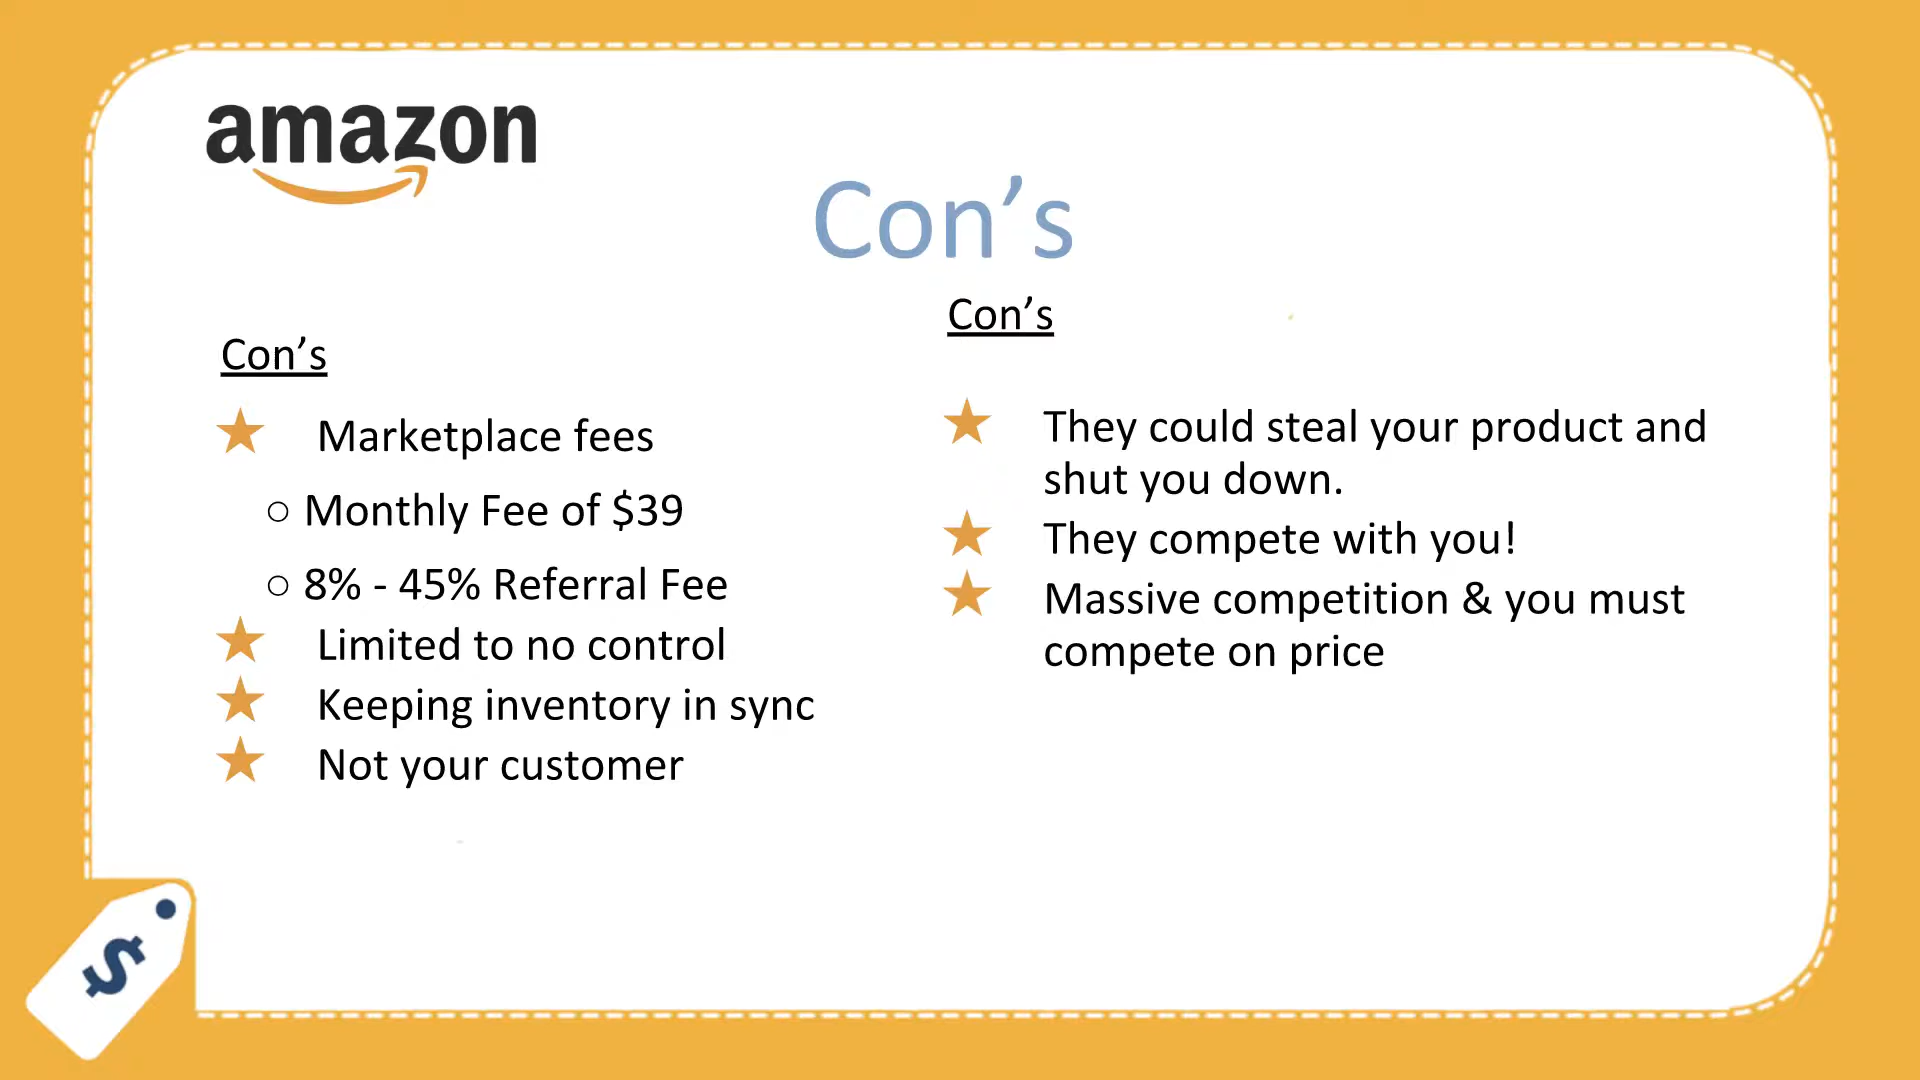 amazon
Con’s
Con’s
Marketplace fees
Monthly Fee of $39
8% - 45% Referral Fee
Limited to no control
Keeping inventory in sync
Not your customer
Con’s
They could steal your product and
shut you down.
They compete with you!
Massive competition & you must
compete on price
$